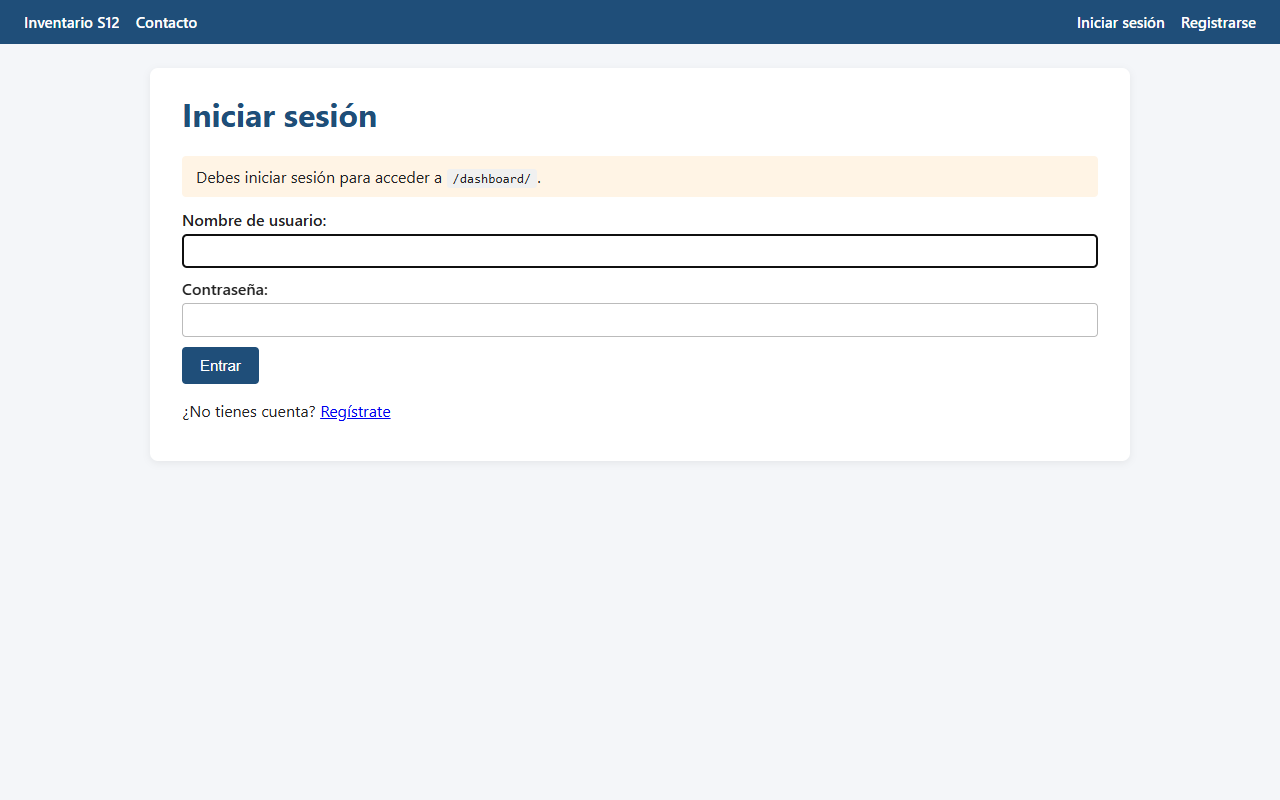 Inventario S12 Contacto Iniciar sesión Registrarse
Iniciar sesión
Debes iniciar sesión para acceder a /dashboard/.
Nombre de usuario:
Contraseña:
Entrar
¿No tienes cuenta? Regístrate